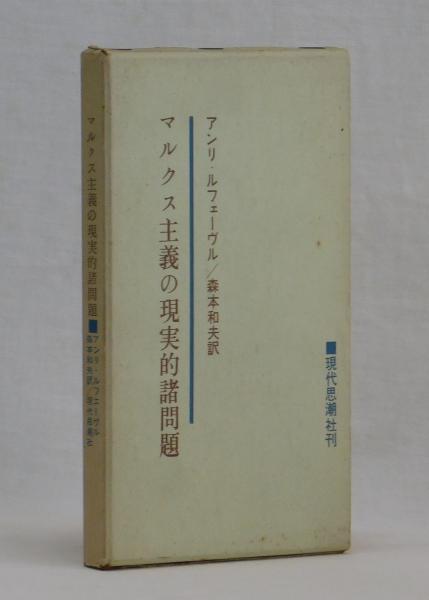 アンリ・ルフェーヴル/森本和夫訳
マルクス主義の現実的諸問題
■現代思潮社刊
マルクス主義の現実的諸問題■アンリ・ルフェーヴル
森本和夫訳/現代思潮社